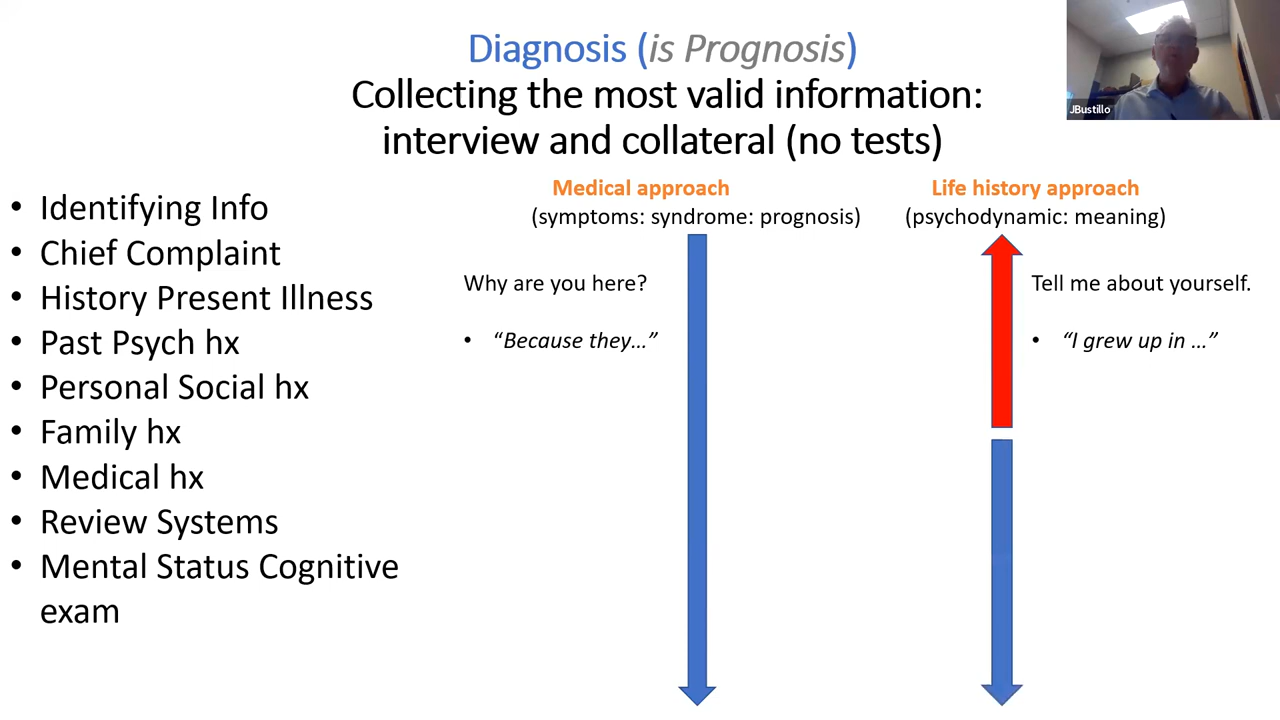 Diagnosis (is Prognosis)
Collecting the most valid information:
interview and collateral (no tests)
JBustillo
• Identifying Info
• Chief Complaint
• History Present Illness
• Past Psych hx
• Personal Social hx
• Family hx
• Medical hx
• Review Systems
• Mental Status Cognitive
exam
Medical approach
(symptoms: syndrome: prognosis)
Why are you here?
• “Because they…”
Life history approach
(psychodynamic: meaning)
Tell me about yourself.
• “I grew up in …”